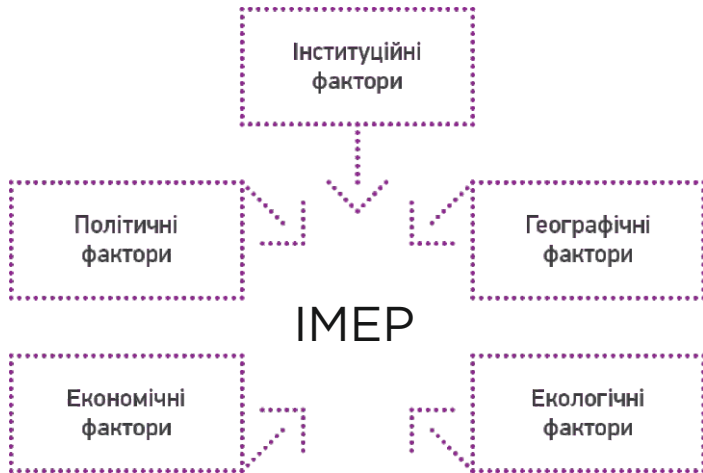 Інституційні
фактори
Політичні
фактори
Географічні
фактори
ІМЕР
Економічні
фактори
Екологічні
фактори